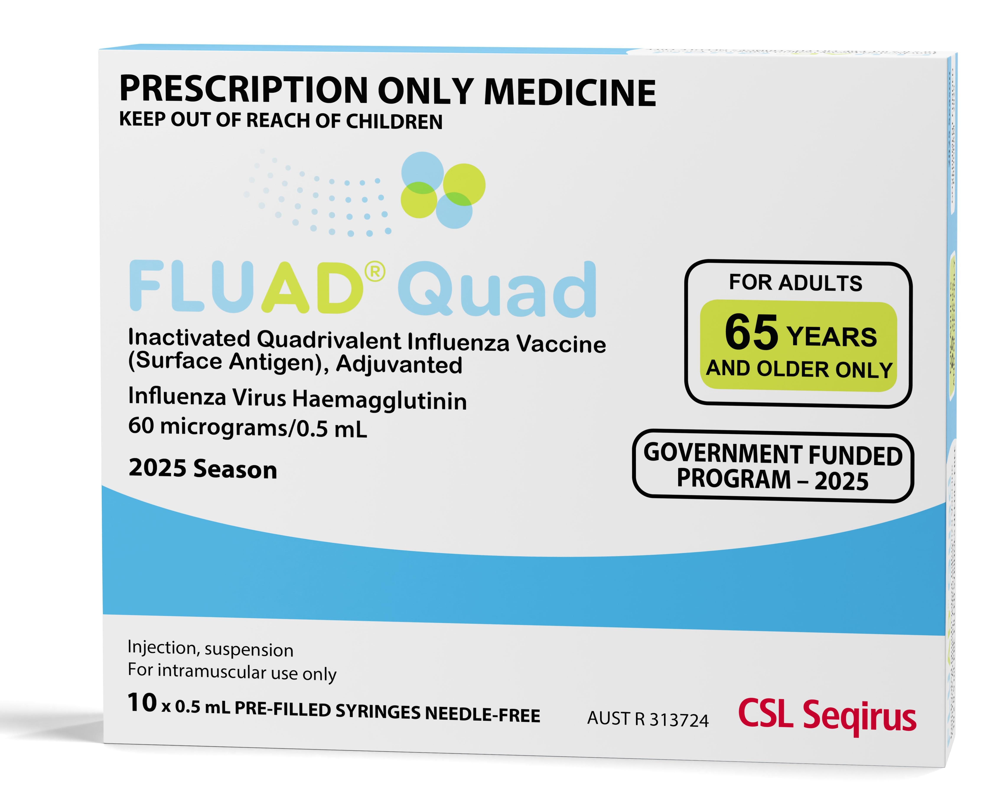 PRESCRIPTION ONLY MEDICINE
KEEP OUT OF REACH OF CHILDREN
FLUAD® Quad
Inactivated Quadrivalent Influenza Vaccine
(Surface Antigen), Adjuvanted
Influenza Virus Haemagglutinin
60 micrograms/0.5 mL
2025 Season
FOR ADULTS
65 YEARS
AND OLDER ONLY
GOVERNMENT FUNDED
PROGRAM – 2025
Injection, suspension
For intramuscular use only
10 x 0.5 mL PRE-FILLED SYRINGES NEEDLE-FREE
AUST R 313724
CSL Seqirus